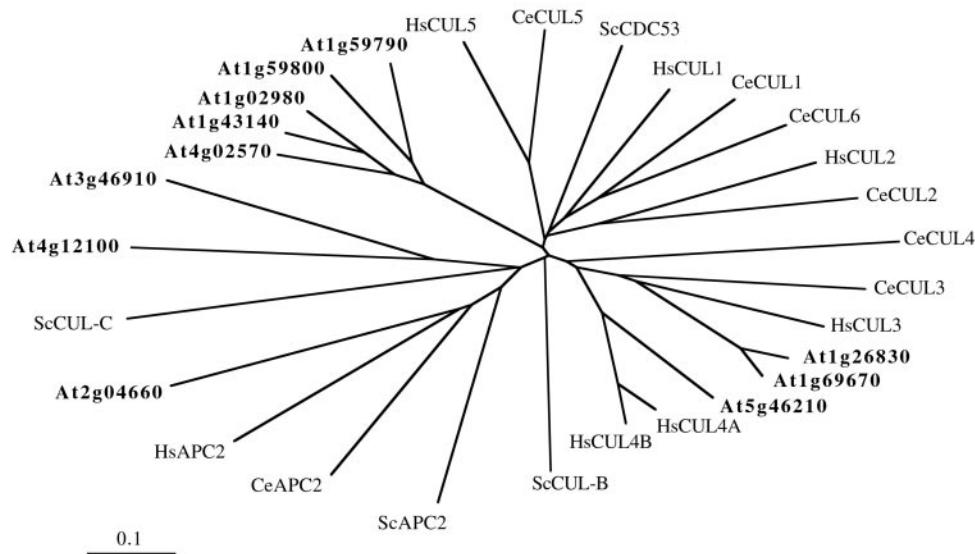 CeCUL5
HsCUL5
ScCDC53
At1g59790
At1g59800
HsCUL1
CeCUL1
At1g02980
At1g43140
CeCUL6
At4g02570
HsCUL2
At3g46910
CeCUL2
At4g12100
CeCUL4
CeCUL3
ScCUL-C
HsCUL3
At1g26830
At1g69670
At2g04660
At5g46210
HsCUL4A
HsCUL4B
HsAPC2
CeAPC2
ScCUL-B
ScAPC2
0.1